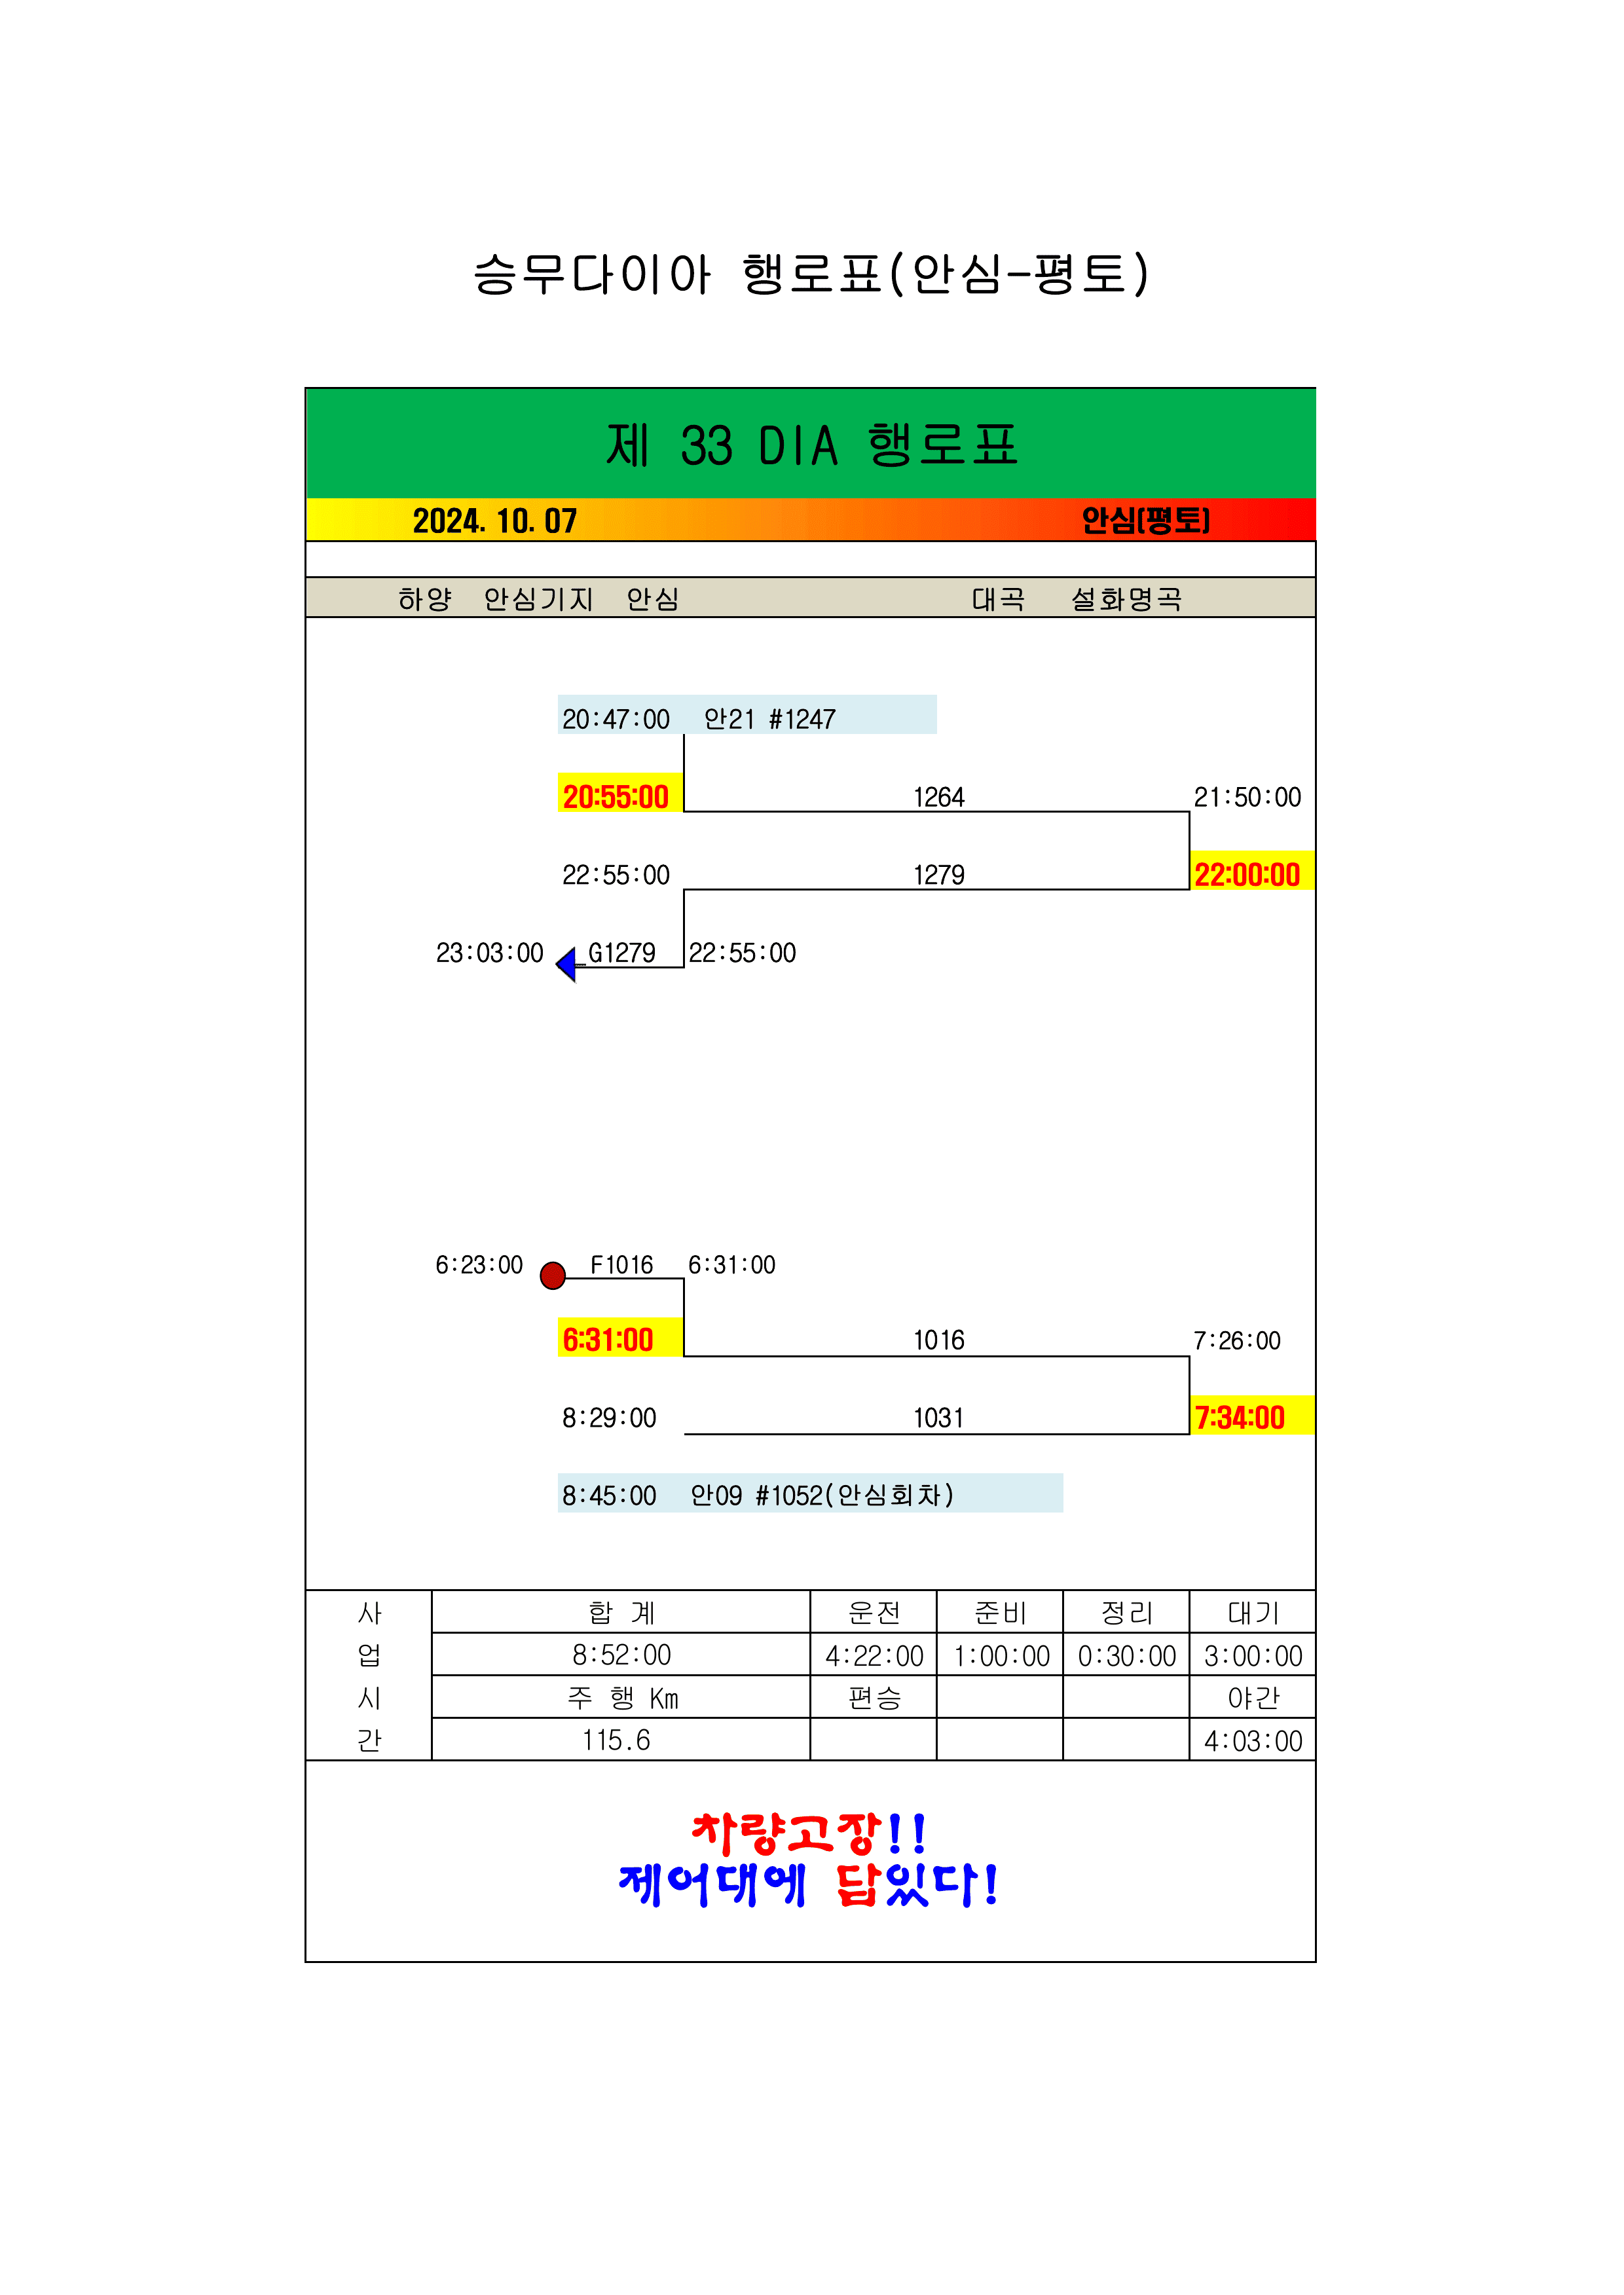 승무다이아 행로표(안심-평토)
제 33 DIA 행로표
2024. 10. 07 안심(평토)
하양 안심기지 안심 대곡 설화명곡
20:47:00 안21 #1247
20:55:00 1264 21:50:00
22:55:00 1279 22:00:00
23:03:00 G1279 22:55:00
6:23:00 F1016 6:31:00
6:31:00 1016 7:26:00
8:29:00 1031 7:34:00
8:45:00 안09 #1052(안심회차)
사 합 계 운전 준비 정리 대기
업 8:52:00 4:22:00 1:00:00 0:30:00 3:00:00
시 주 행 Km 편승 야간
간 115.6 4:03:00
차량고장!!
제어대에 답있다!